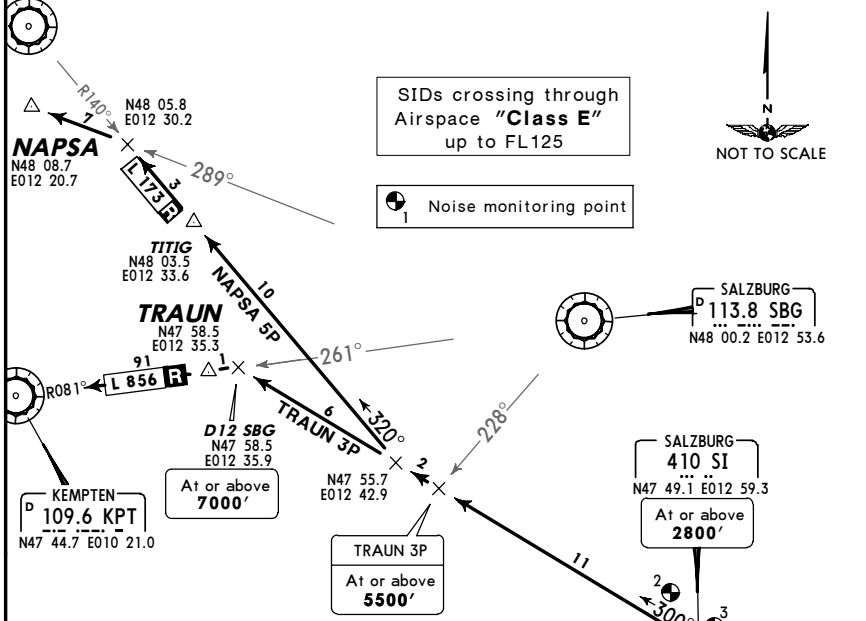 R140°
N48 05.8
E012 30.2
7
NAPSA
N48 08.7
E012 20.7
SIDs crossing through
Airspace "Class E"
up to FL125
N
NOT TO SCALE
289°
L 173 R
3
1 Noise monitoring point
TITIG
N48 03.5
E012 33.6
10
NAPSA 5P
SALZBURG
D 113.8 SBG
N48 00.2 E012 53.6
TRAUN
N47 58.5
E012 35.3
261°
91
R081°
L 856 R
1
6
TRAUN 3P
320°
228°
D12 SBG
N47 58.5
E012 35.9
At or above
7000'
N47 55.7
E012 42.9
2
SALZBURG
410 SI
N47 49.1 E012 59.3
At or above
2800'
KEMPTEN
D 109.6 KPT
N47 44.7 E010 21.0
TRAUN 3P
At or above
5500'
11
2
300°
3